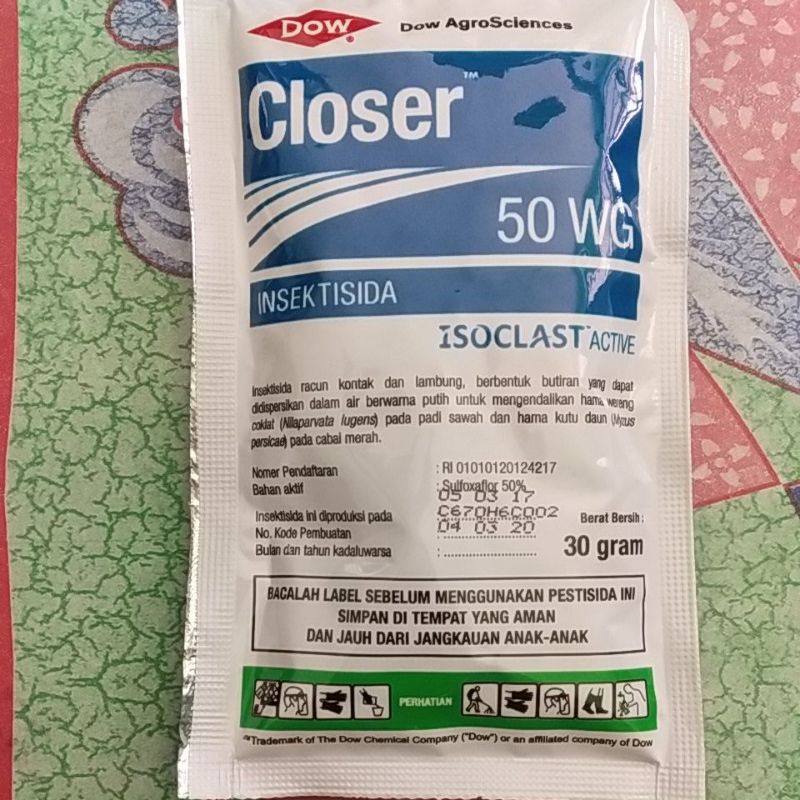 DOW
Dow AgroSciences
Closer™
50 WG
INSEKTISIDA
ISOCLAST™ ACTIVE
Insektisida racun kontak dan lambung, berbentuk butiran yang dapat
didispersikan dalam air berwarna putih untuk mengendalikan hama wereng
coklat (Nilaparvata lugens) pada padi sawah dan hama kutu daun (Myzus
persicae) pada cabai merah.
Nomer Pendaftaran : RI 01010120124217
Bahan aktif : Sulfoxaflor 50%
05 03 17
Insektisida ini diproduksi pada C670H6C002
No. Kode Pembuatan 04 03 20
Bulan dan tahun kadaluwarsa :
Berat Bersih :
30 gram
BACALAH LABEL SEBELUM MENGGUNAKAN PESTISIDA INI
SIMPAN DI TEMPAT YANG AMAN
DAN JAUH DARI JANGKAUAN ANAK-ANAK
PERHATIAN
™Trademark of The Dow Chemical Company ("Dow") or an affiliated company of Dow